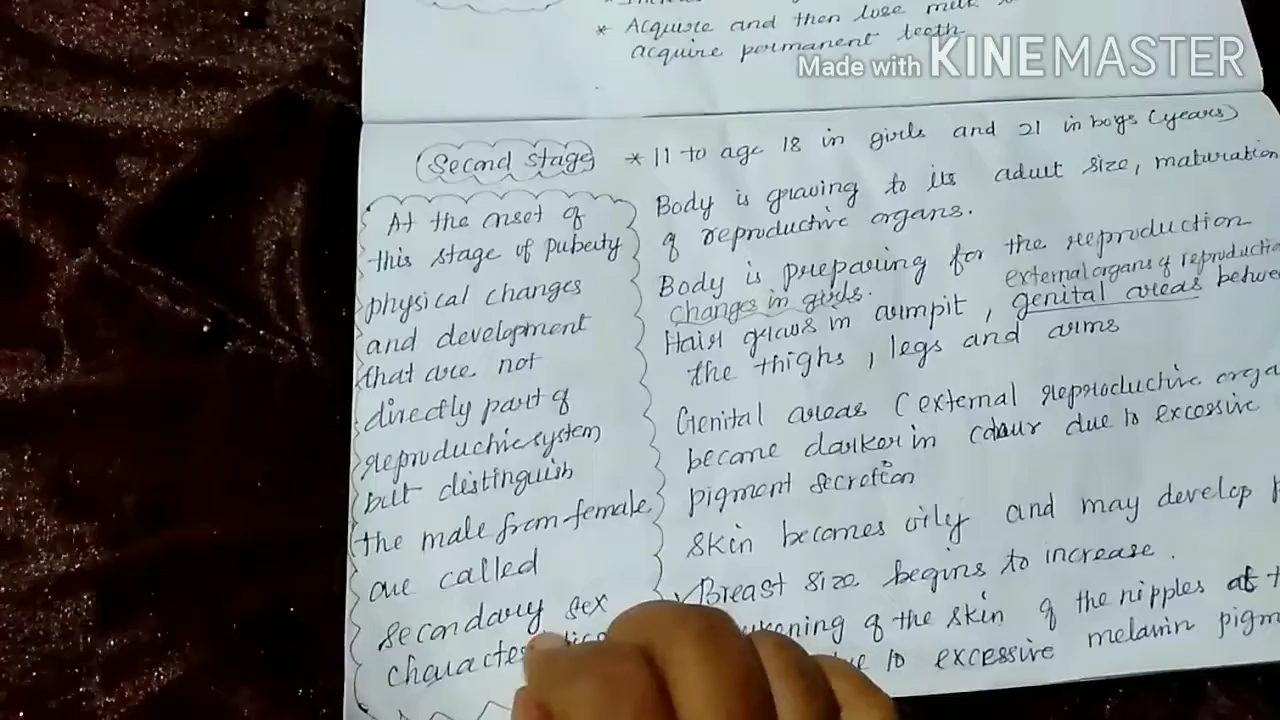 * Acquire and then lose milk
acquire permanent teeth
Made with KINEMASTER
Second stage * 11 to age 18 in girls and 21 in boys (years)
At the onset of
this stage of puberty
physical changes
and development
that are not
directly part of
reproductive system
but distinguish
the male from female
are called
secondary sex
Body is growing to its adult size, maturation
of reproductive organs.
Body is preparing for the reproduction
changes in girls. external organs of
Hair grows in armpit, genital areas
the thighs, legs and arms
Genital areas (external reproductive
become darker in colour due to excessive
pigment secretion
Skin becomes oily and may develop
Breast size begins to increase.
of the skin of the nipples at
to excessive melanin